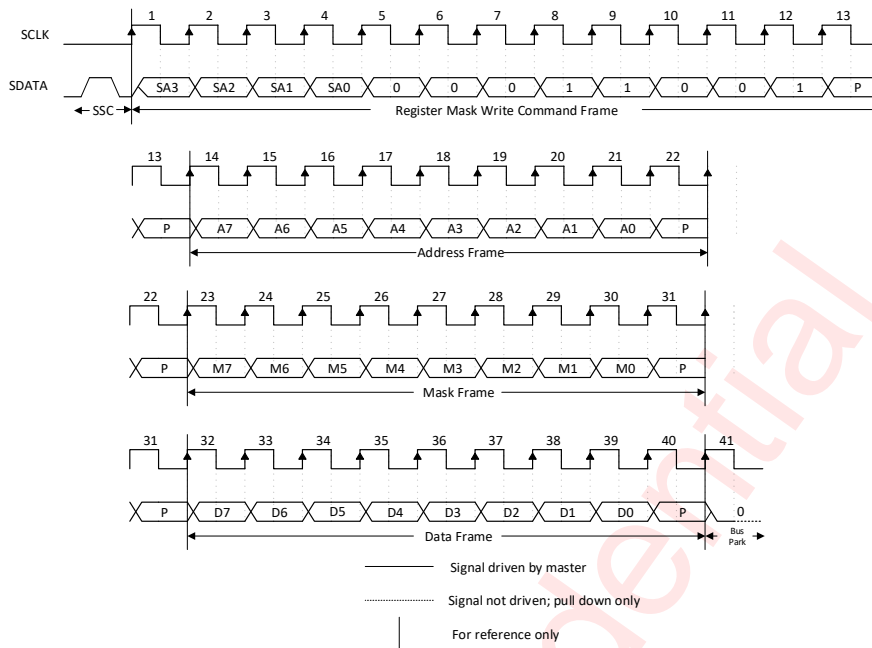 1 2 3 4 5 6 7 8 9 10 11 12 13
SCLK
SDATA SA3 SA2 SA1 SA0 0 0 0 1 1 0 0 1 P
SSC Register Mask Write Command Frame
13 14 15 16 17 18 19 20 21 22
P A7 A6 A5 A4 A3 A2 A1 A0 P
Address Frame
22 23 24 25 26 27 28 29 30 31
P M7 M6 M5 M4 M3 M2 M1 M0 P
Mask Frame
31 32 33 34 35 36 37 38 39 40 41
P D7 D6 D5 D4 D3 D2 D1 D0 P 0
Data Frame Bus
Park
Signal driven by master
Signal not driven; pull down only
For reference only
dential